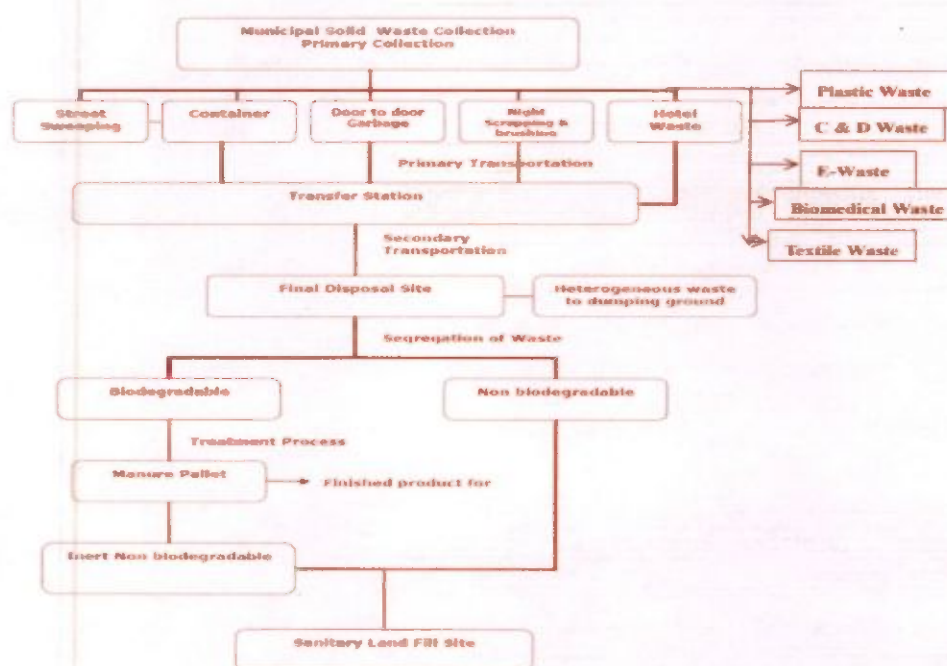 Municipal Solid Waste Collection
Primary Collection
Street
Sweeping
Container
Door to door
Garbage
Night
Scrapping &
brushing
Hotel
Waste
Plastic Waste
C & D Waste
E-Waste
Biomedical Waste
Textile Waste
Primary Transportation
Transfer Station
Secondary
Transportation
Final Disposal Site
Heterogeneous waste
to dumping ground
Segregation of Waste
Biodegradable
Non biodegradable
Treatment Process
Manure Pallet
Finished product for
Inert Non biodegradable
Sanitary Land Fill Site